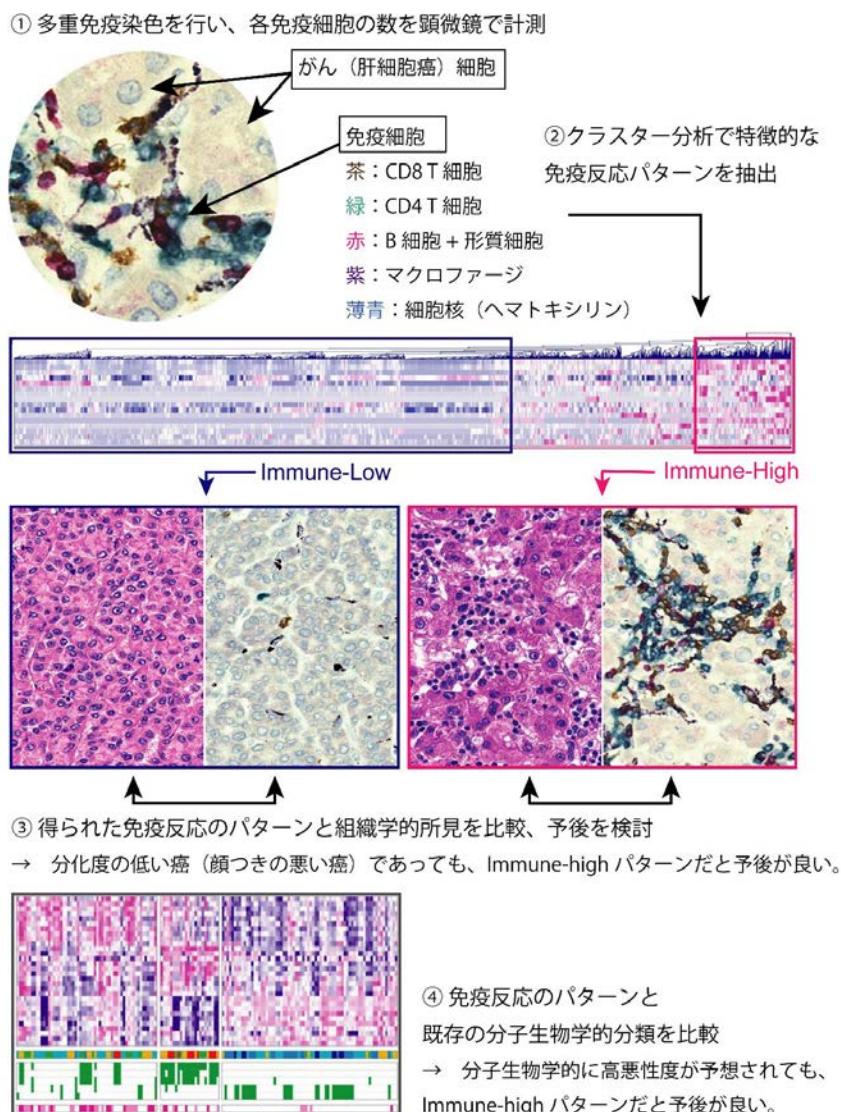 ① 多重免疫染色を行い、各免疫細胞の数を顕微鏡で計測
がん（肝細胞癌）細胞
免疫細胞
茶：CD8 T 細胞
緑：CD4 T 細胞
赤：B 細胞 + 形質細胞
紫：マクロファージ
薄青：細胞核（ヘマトキシリン）
②クラスター分析で特徴的な
免疫反応パターンを抽出
Immune-Low
Immune-High
③ 得られた免疫反応のパターンと組織学的所見を比較、予後を検討
→ 分化度の低い癌（顔つきの悪い癌）であっても、Immune-high パターンだと予後が良い。
④ 免疫反応のパターンと
既存の分子生物学的分類を比較
→ 分子生物学的に高悪性度が予想されても、
Immune-high パターンだと予後が良い。